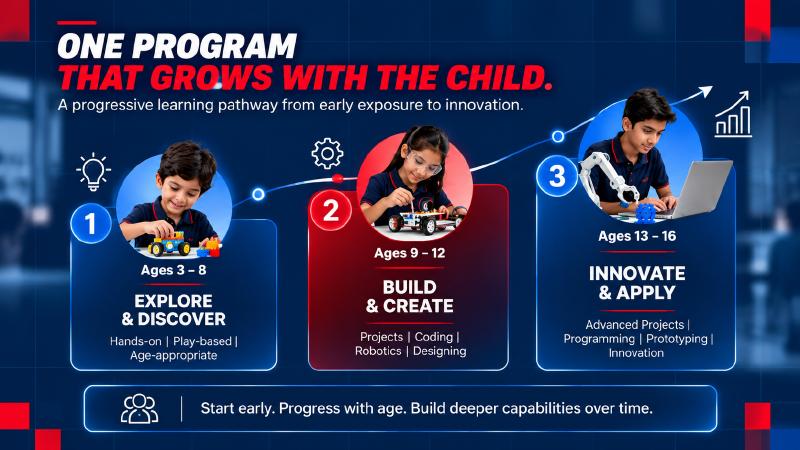 ONE PROGRAM
THAT GROWS WITH THE CHILD.
A progressive learning pathway from early exposure to innovation.
1
Ages 3 – 8
EXPLORE
& DISCOVER
Hands-on | Play-based |
Age-appropriate
2
Ages 9 – 12
BUILD
& CREATE
Projects | Coding |
Robotics | Designing
3
Ages 13 – 16
INNOVATE
& APPLY
Advanced Projects |
Programming | Prototyping |
Innovation
Start early. Progress with age. Build deeper capabilities over time.